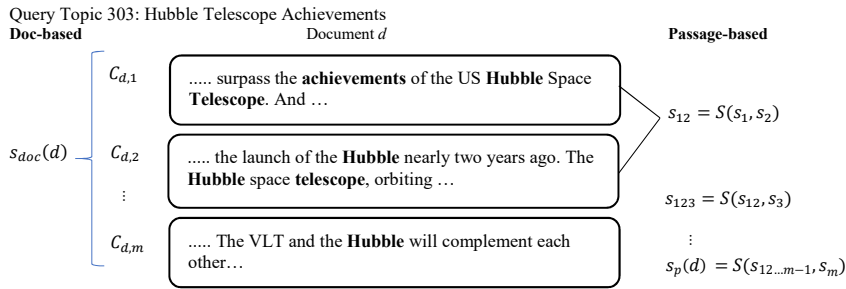 Query Topic 303: Hubble Telescope Achievements
Doc-based Document d Passage-based
C_{d,1}
..... surpass the achievements of the US Hubble Space
Telescope. And …
s_{12} = S(s_1, s_2)
s_{doc}(d)
C_{d,2}
..... the launch of the Hubble nearly two years ago. The
Hubble space telescope, orbiting …
⋮
s_{123} = S(s_{12}, s_3)
C_{d,m}
..... The VLT and the Hubble will complement each
other…
⋮
s_p(d) = S(s_{12…m−1}, s_m)